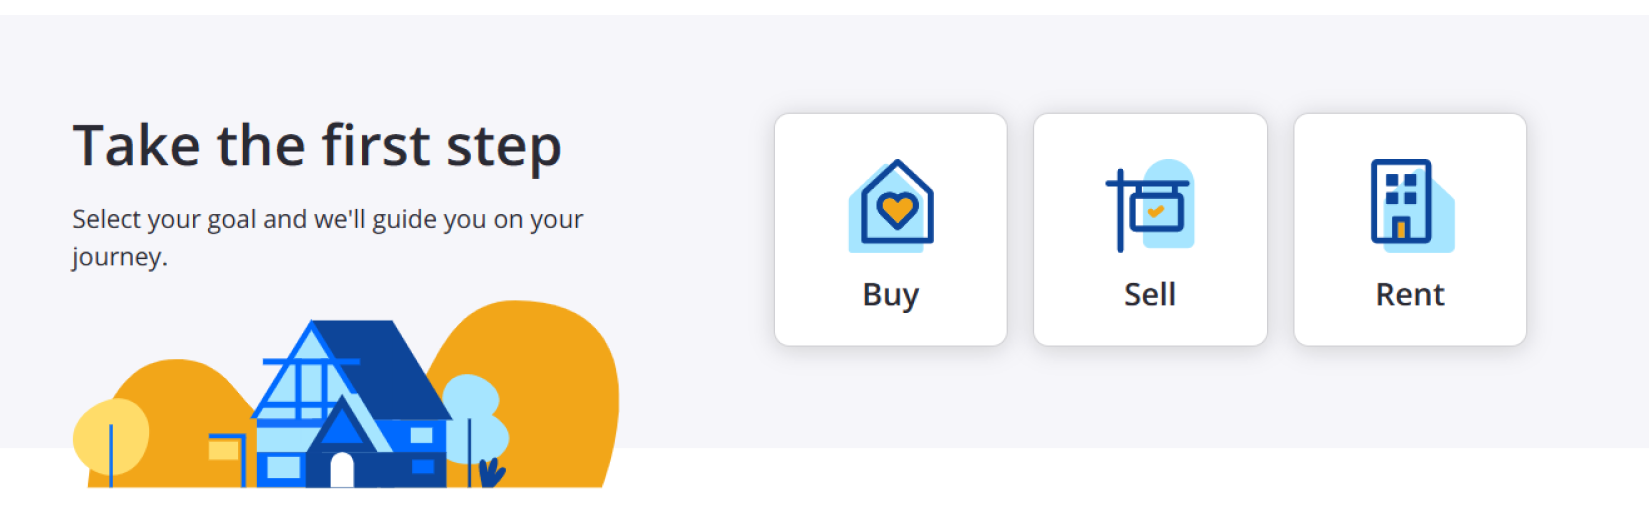 Take the first step
Select your goal and we'll guide you on your
journey.
Buy
Sell
Rent